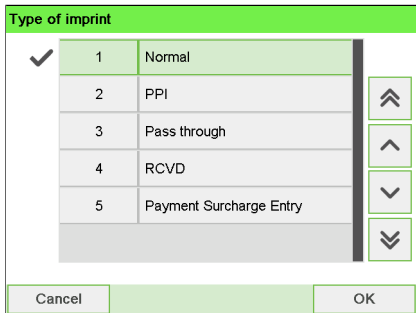 Type of imprint
1 Normal
2 PPI
3 Pass through
4 RCVD
5 Payment Surcharge Entry
Cancel OK